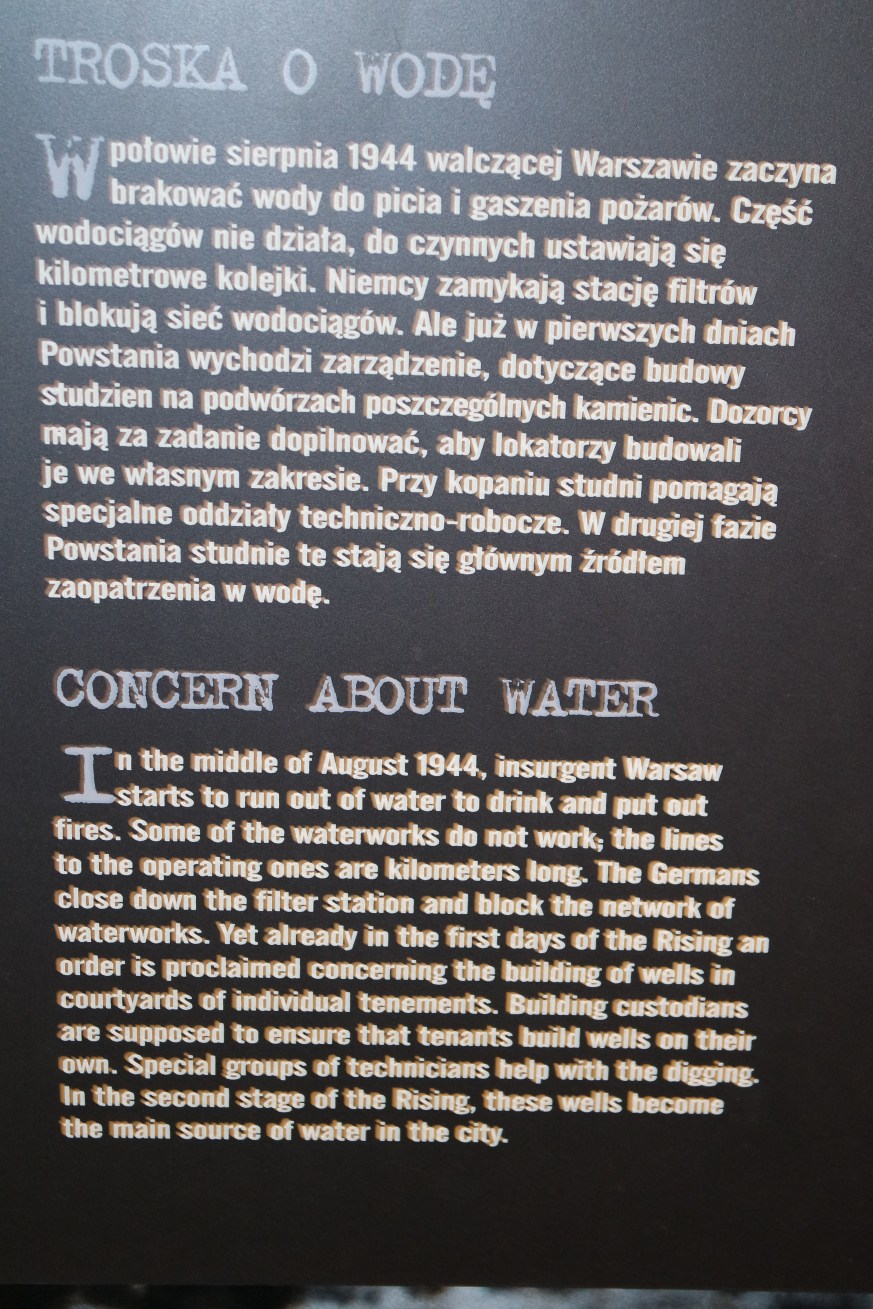 TROSKA O WODĘ
W połowie sierpnia 1944 walczącej Warszawie zaczyna
brakować wody do picia i gaszenia pożarów. Część
wodociągów nie działa, do czynnych ustawiają się
kilometrowe kolejki. Niemcy zamykają stację filtrów
i blokują sieć wodociągów. Ale już w pierwszych dniach
Powstania wychodzi zarządzenie, dotyczące budowy
studzien na podwórzach poszczególnych kamienic. Dozorcy
mają za zadanie dopilnować, aby lokatorzy budowali
je we własnym zakresie. Przy kopaniu studni pomagają
specjalne oddziały techniczno-robocze. W drugiej fazie
Powstania studnie te stają się głównym źródłem
zaopatrzenia w wodę.
CONCERN ABOUT WATER
In the middle of August 1944, insurgent Warsaw
starts to run out of water to drink and put out
fires. Some of the waterworks do not work; the lines
to the operating ones are kilometers long. The Germans
close down the filter station and block the network of
waterworks. Yet already in the first days of the Rising an
order is proclaimed concerning the building of wells in
courtyards of individual tenements. Building custodians
are supposed to ensure that tenants build wells on their
own. Special groups of technicians help with the digging.
In the second stage of the Rising, these wells become
the main source of water in the city.